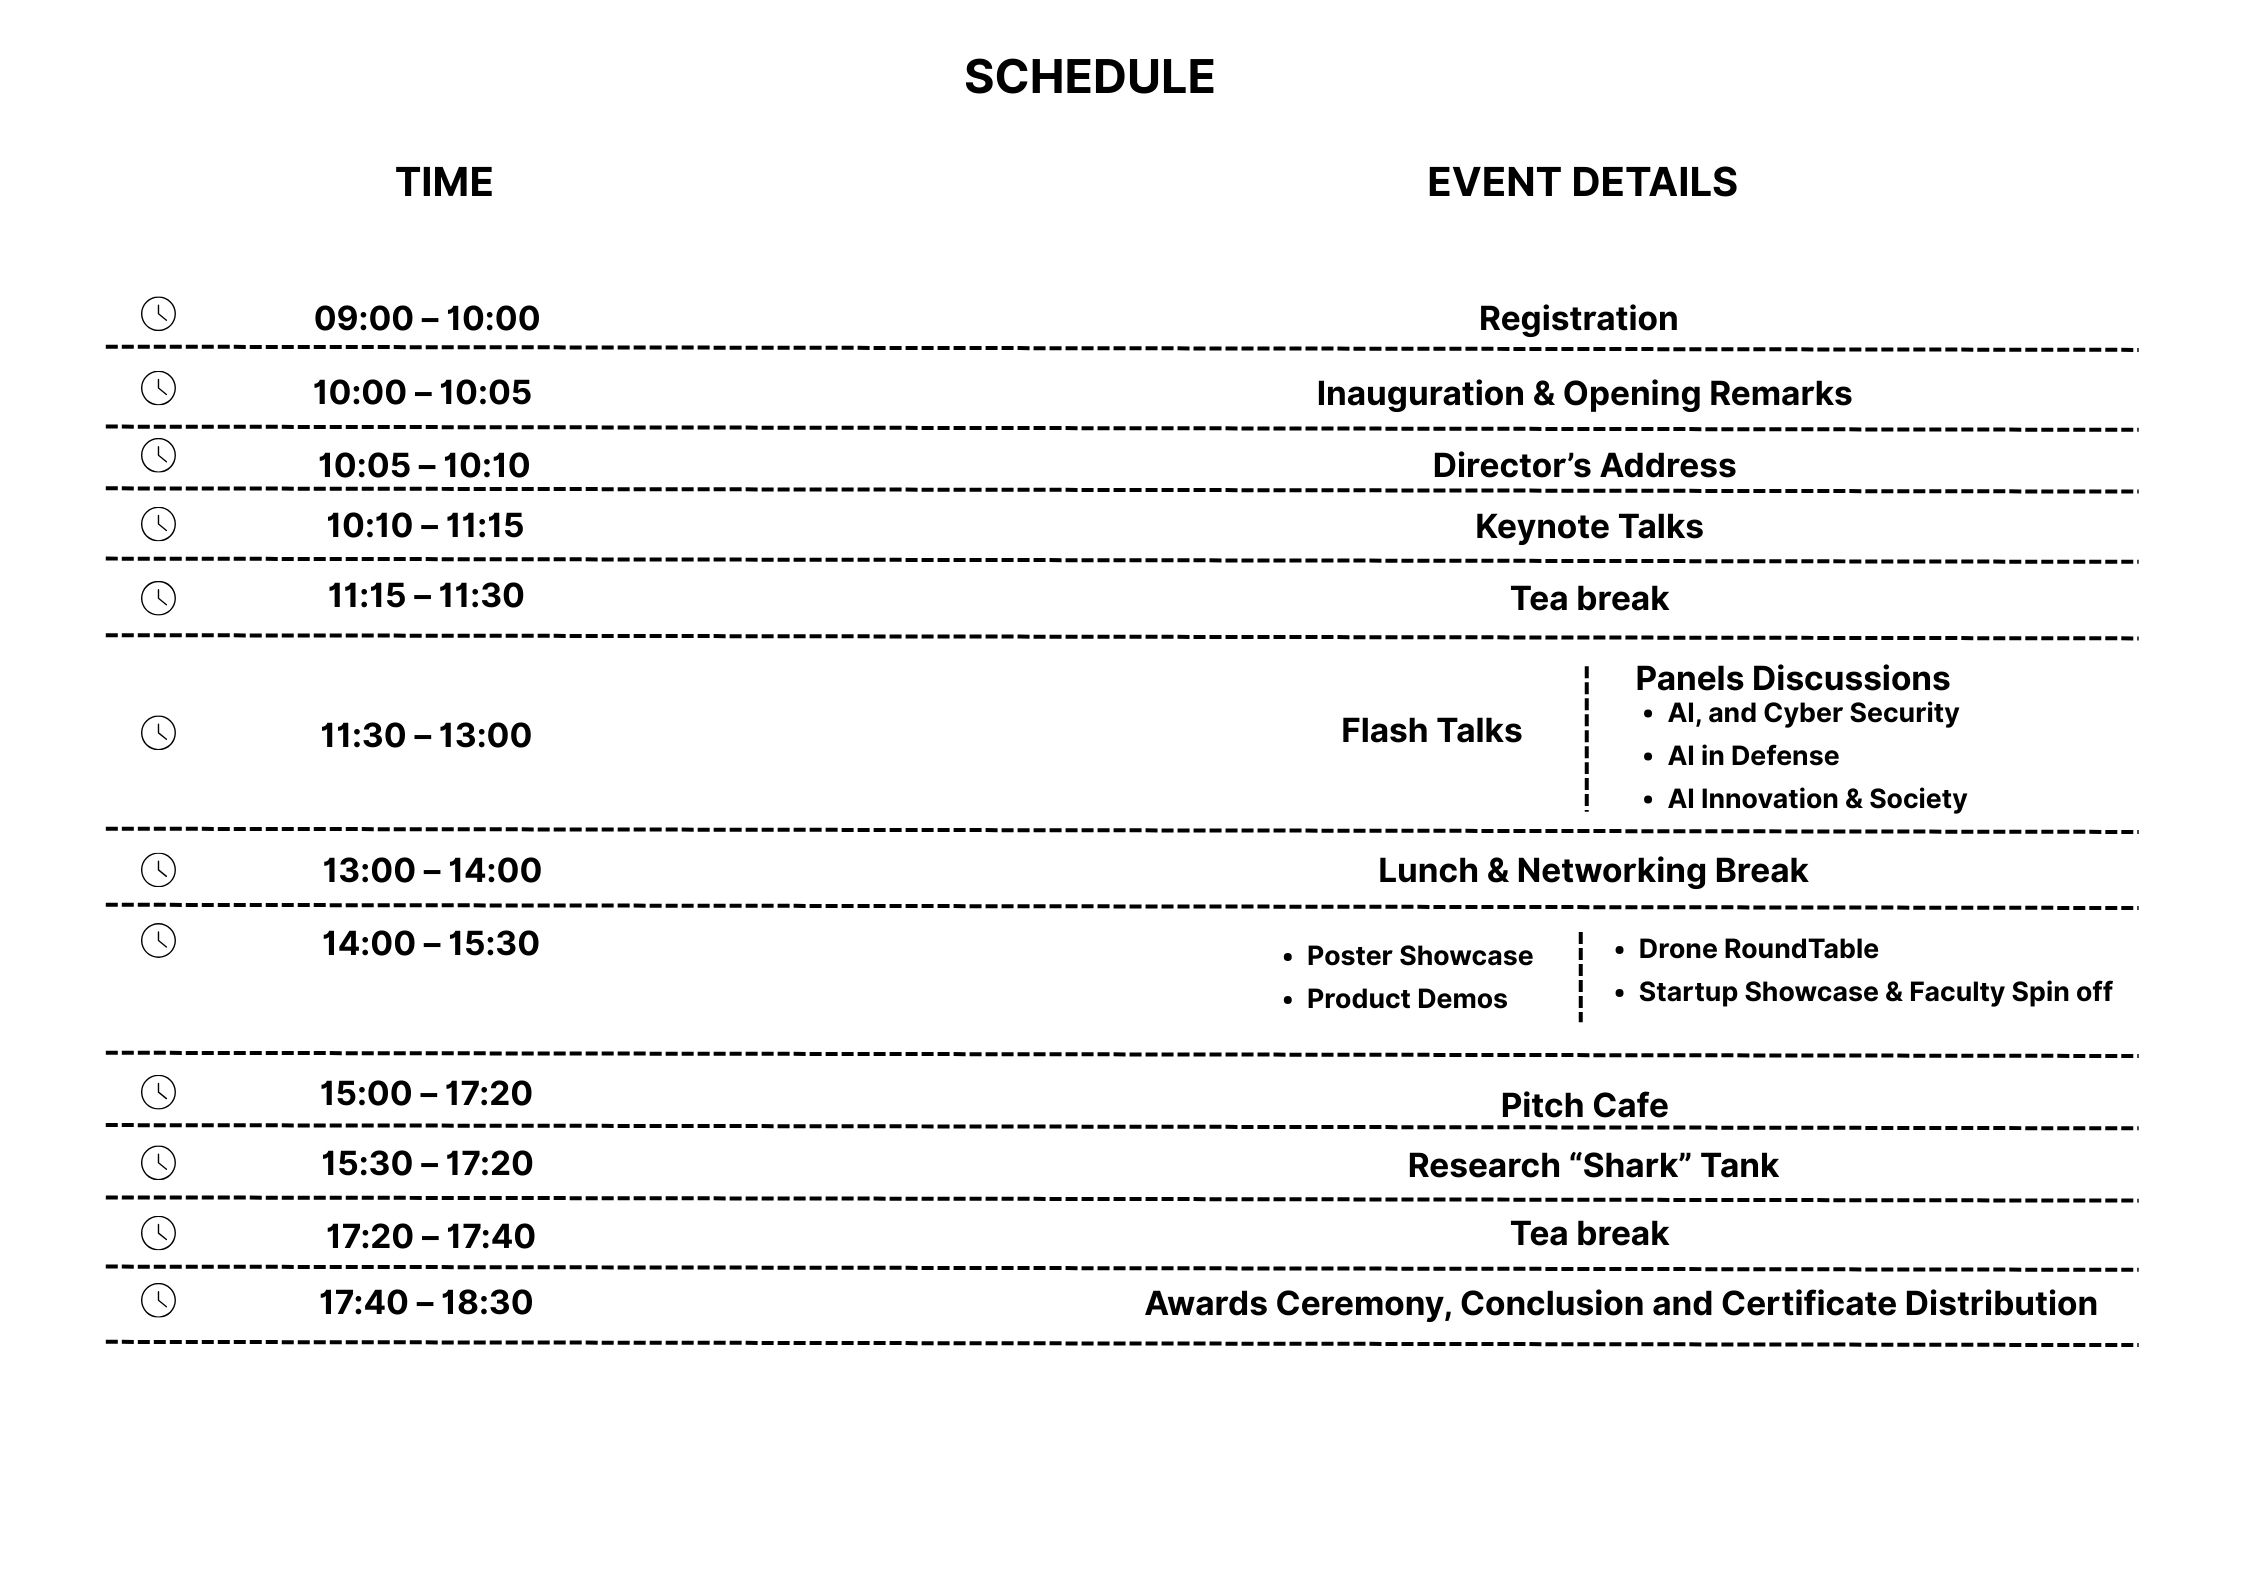 SCHEDULE
TIME EVENT DETAILS
09:00 – 10:00 Registration
10:00 – 10:05 Inauguration & Opening Remarks
10:05 – 10:10 Director’s Address
10:10 – 11:15 Keynote Talks
11:15 – 11:30 Tea break
11:30 – 13:00 Flash Talks
Panels Discussions
• AI, and Cyber Security
• AI in Defense
• AI Innovation & Society
13:00 – 14:00 Lunch & Networking Break
14:00 – 15:30
• Poster Showcase
• Product Demos
• Drone RoundTable
• Startup Showcase & Faculty Spin off
15:00 – 17:20 Pitch Cafe
15:30 – 17:20 Research “Shark” Tank
17:20 – 17:40 Tea break
17:40 – 18:30 Awards Ceremony, Conclusion and Certificate Distribution